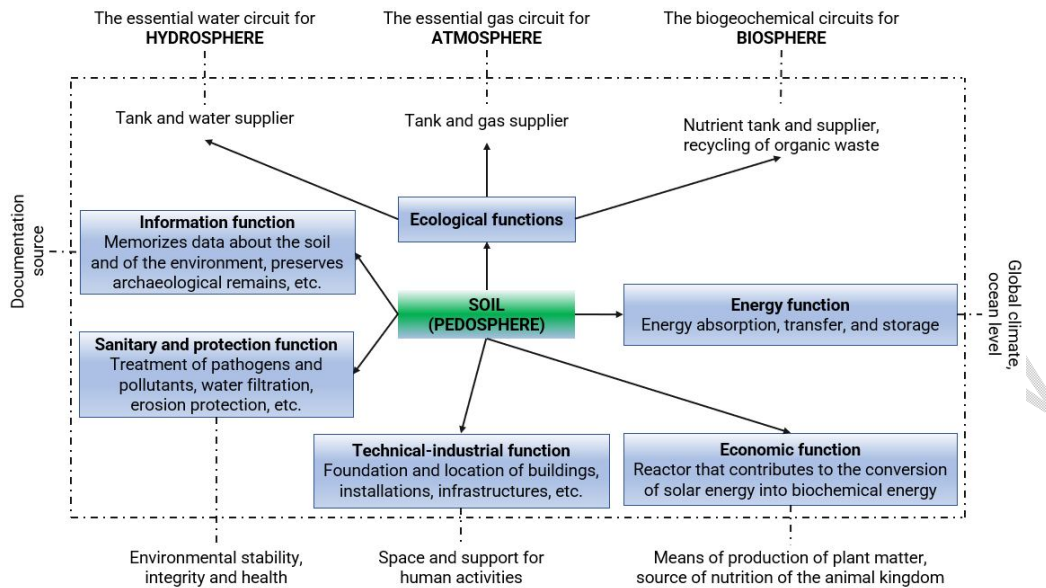 The essential water circuit for
HYDROSPHERE
The essential gas circuit for
ATMOSPHERE
The biogeochemical circuits for
BIOSPHERE
Tank and water supplier
Tank and gas supplier
Nutrient tank and supplier,
recycling of organic waste
Documentation
source
Information function
Memorizes data about the soil
and of the environment, preserves
archaeological remains, etc.
Ecological functions
SOIL
(PEDOSPHERE)
Energy function
Energy absorption, transfer, and storage
Global climate,
ocean level
Sanitary and protection function
Treatment of pathogens and
pollutants, water filtration,
erosion protection, etc.
Technical-industrial function
Foundation and location of buildings,
installations, infrastructures, etc.
Economic function
Reactor that contributes to the conversion
of solar energy into biochemical energy
Environmental stability,
integrity and health
Space and support for
human activities
Means of production of plant matter,
source of nutrition of the animal kingdom